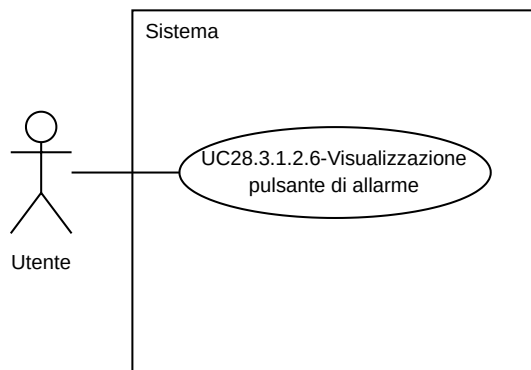 Sistema
UC28.3.1.2.6-Visualizzazione
pulsante di allarme
Utente